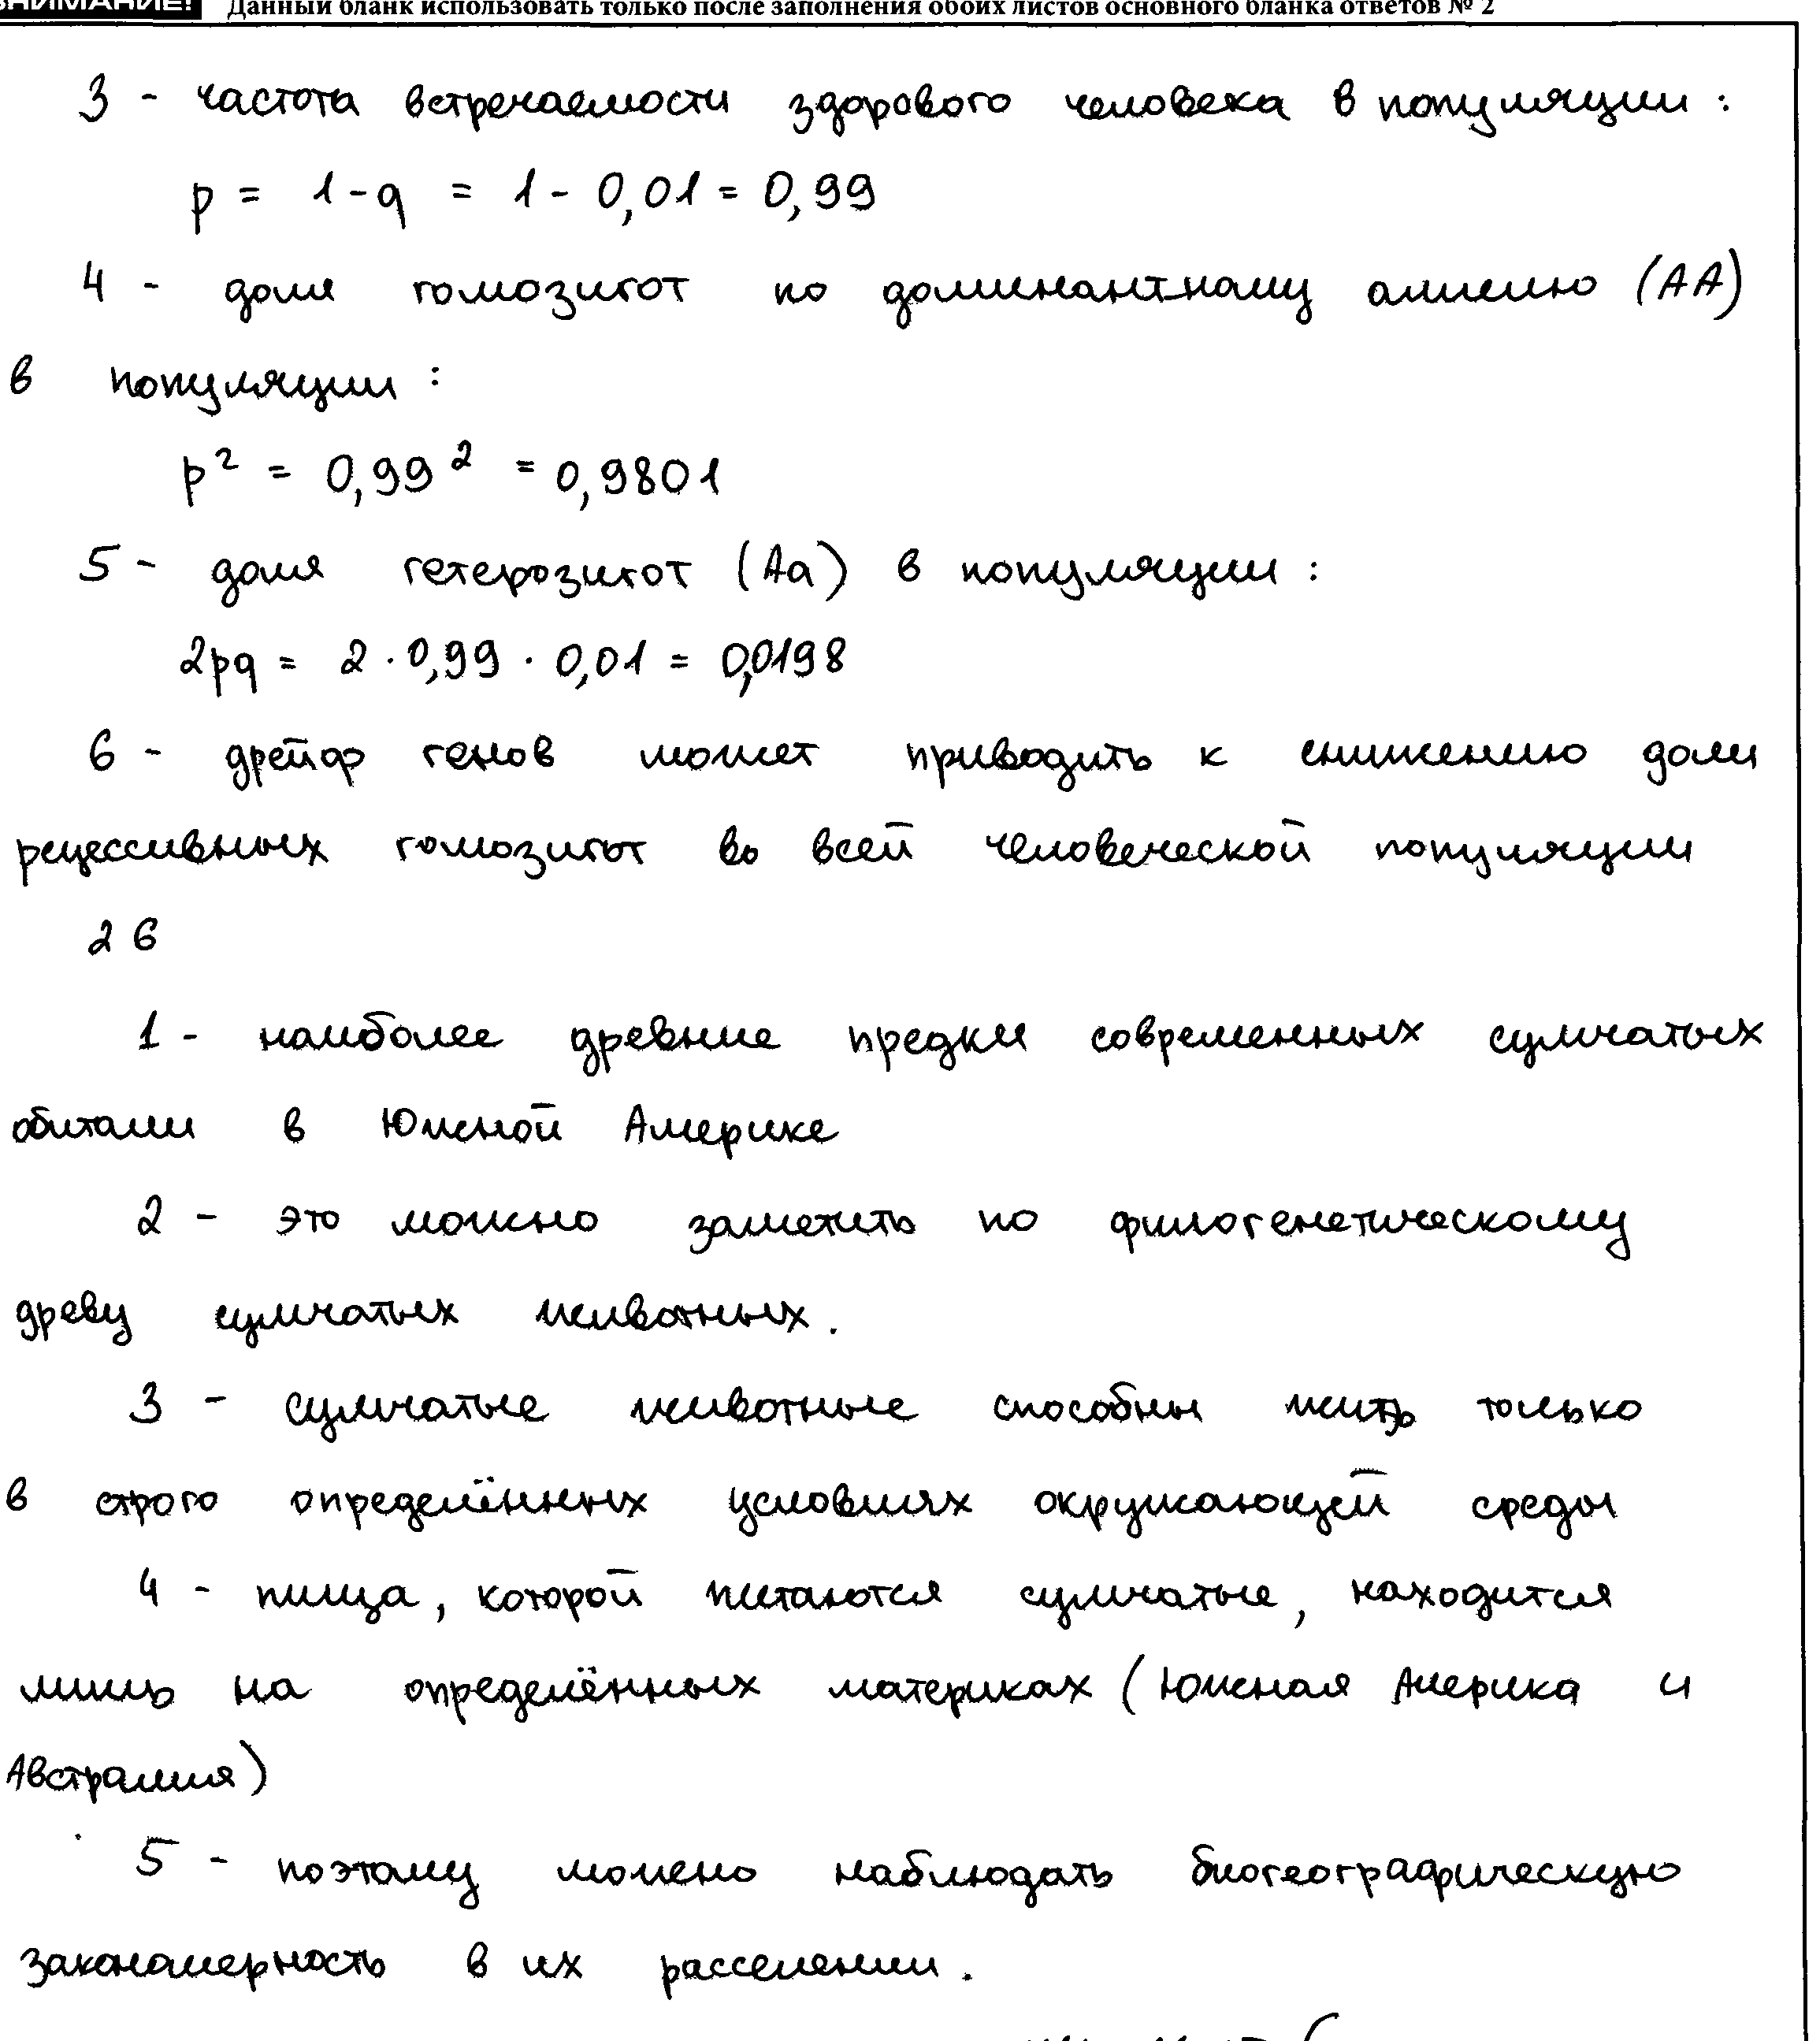 ВНИМАНИЕ! Данный бланк использовать только после заполнения обоих листов основного бланка ответов № 2
3 - частота встречаемости здорового человека в популяции :
p = 1-q = 1 - 0,01 = 0,99
4 - доля гомозигот по доминантному аллелю (AA)
в популяции :
p² = 0,99² = 0,9801
5 - доля гетерозигот (Aa) в популяции :
2pq = 2 · 0,99 · 0,01 = 0,0198
6 - дрейф генов может приводить к снижению доли
рецессивных гомозигот во всей человеческой популяции
26
1 - наиболее древние предки современных сумчатых
обитали в Южной Америке
2 - это можно заметить по филогенетическому
древу сумчатых животных.
3 - сумчатые животные способны жить только
в строго определённых условиях окружающей среды
4 - пища, которой питаются сумчатые, находится
лишь на определённых материках (Южная Америка и
Австралия)
5 - поэтому можно наблюдать биогеографическую
закономерность в их расселении.